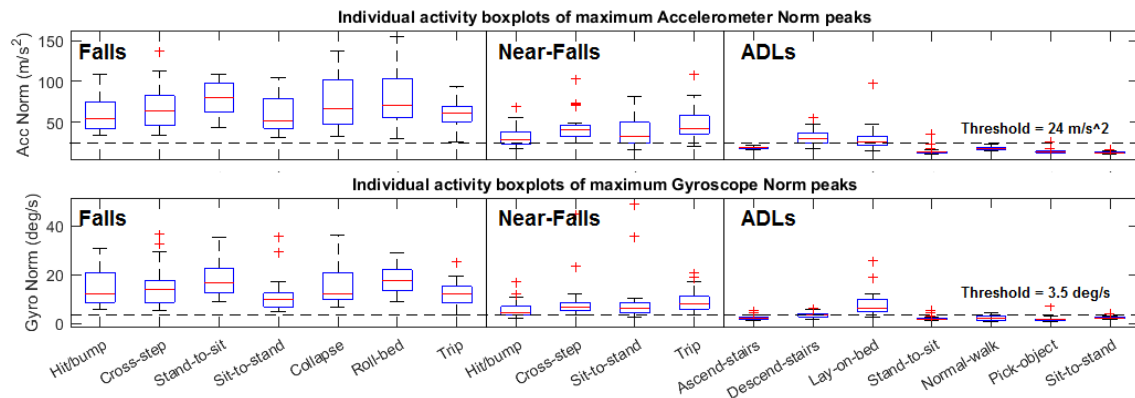 Individual activity boxplots of maximum Accelerometer Norm peaks
Acc Norm (m/s²)
150
100
50
Falls
Near-Falls
ADLs
Threshold = 24 m/s^2
Individual activity boxplots of maximum Gyroscope Norm peaks
Gyro Norm (deg/s)
40
20
0
Falls
Near-Falls
ADLs
Threshold = 3.5 deg/s
Hit/bump
Cross-step
Stand-to-sit
Sit-to-stand
Collapse
Roll-bed
Trip
Hit/bump
Cross-step
Sit-to-stand
Trip
Ascend-stairs
Descend-stairs
Lay-on-bed
Stand-to-sit
Normal-walk
Pick-object
Sit-to-stand